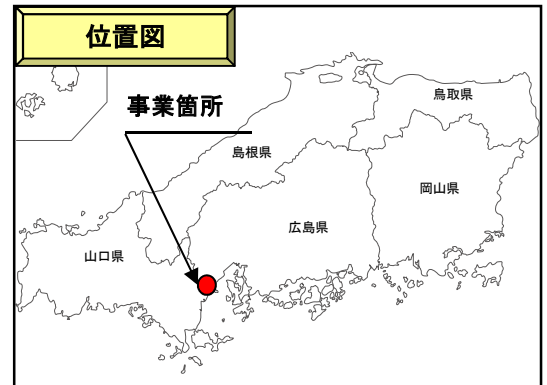 位置図
事業箇所
鳥取県
島根県
岡山県
広島県
山口県